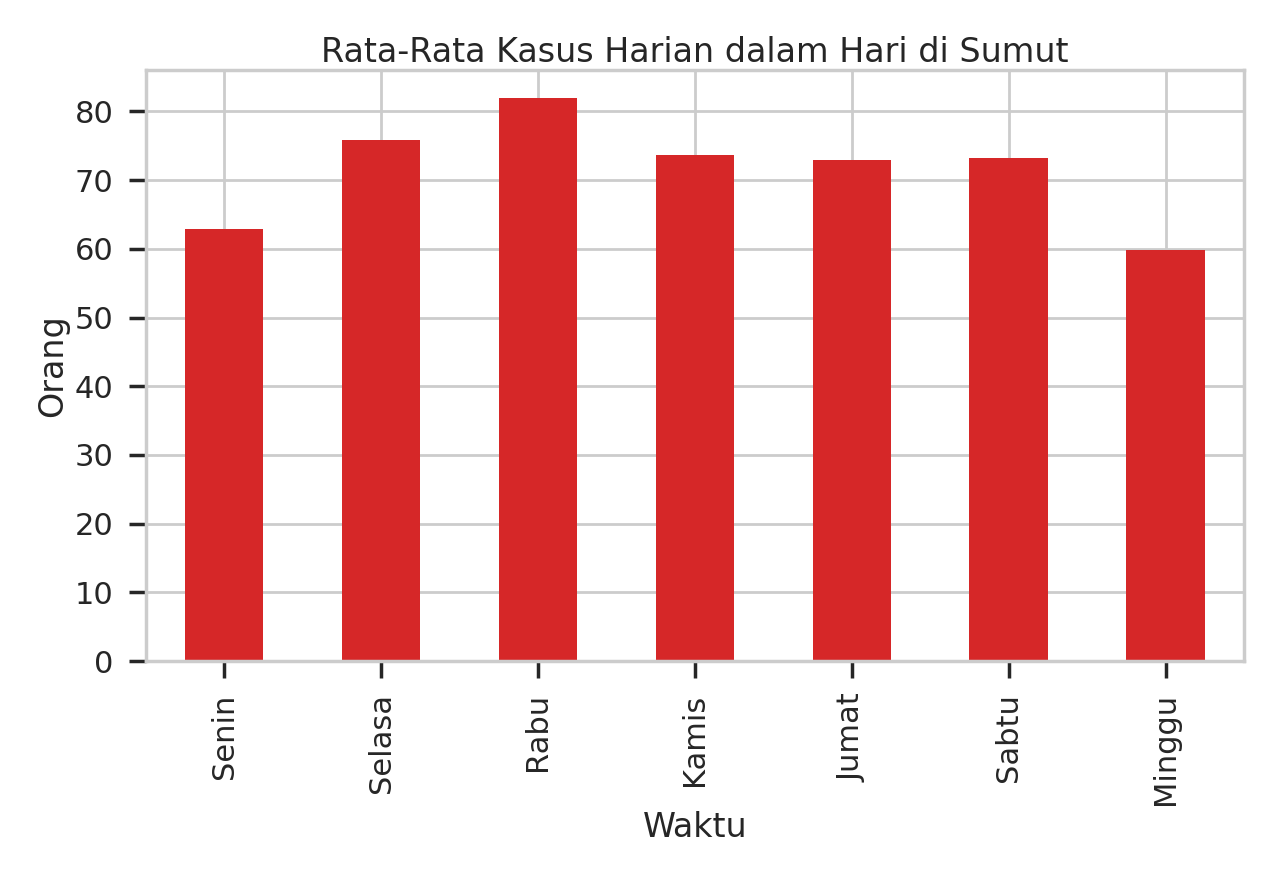 Rata-Rata Kasus Harian dalam Hari di Sumut
80
70
60
50
40
30
20
10
0
Orang
Senin
Selasa
Rabu
Kamis
Jumat
Sabtu
Minggu
Waktu